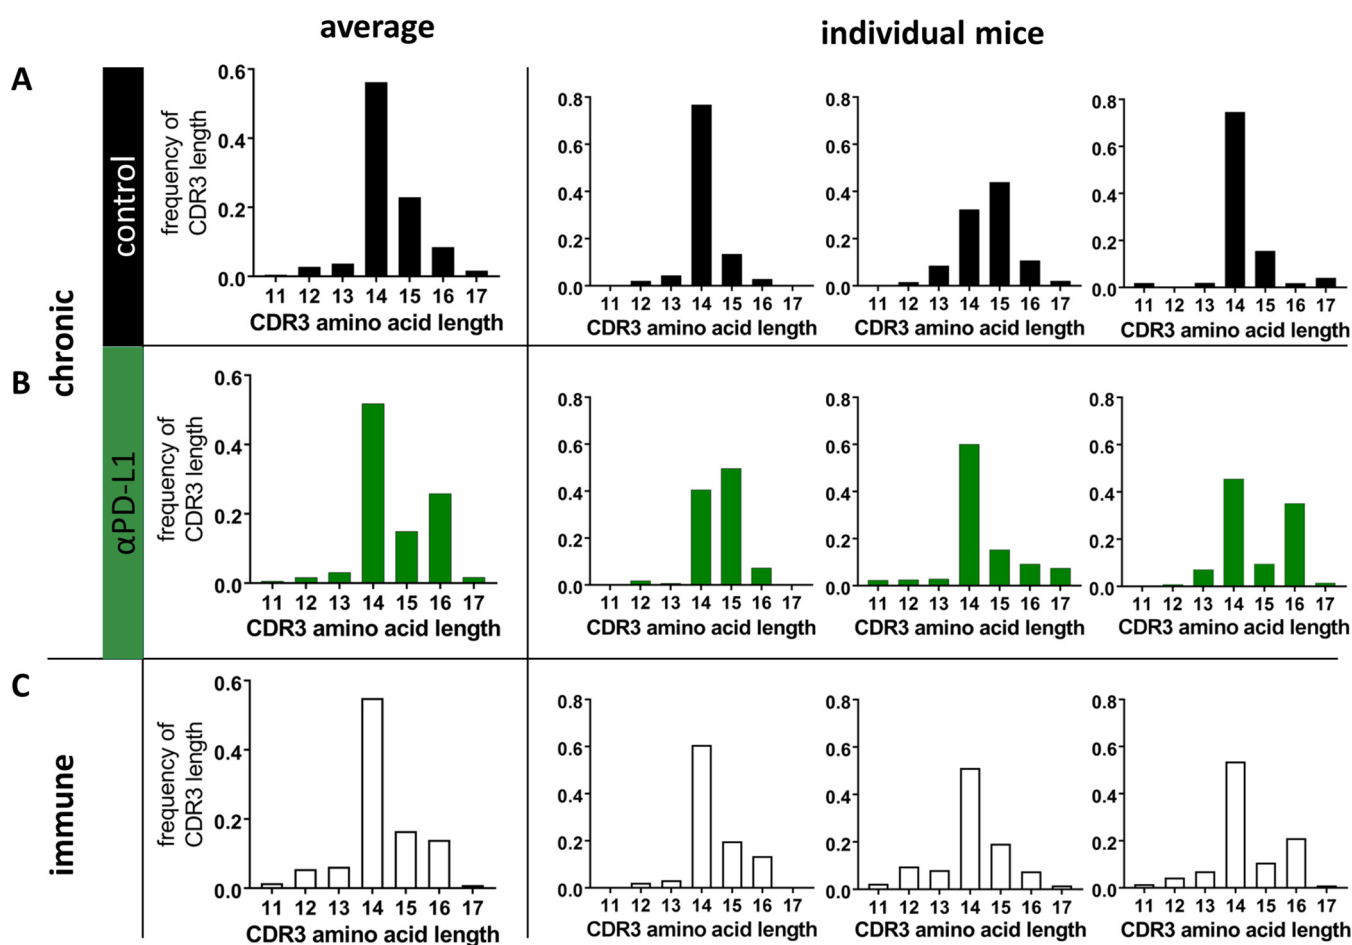 average
individual mice
A
chronic
control
frequency of
CDR3 length
0.6
0.4
0.2
0.0
11 12 13 14 15 16 17
CDR3 amino acid length
0.8
0.6
0.4
0.2
0.0
11 12 13 14 15 16 17
CDR3 amino acid length
0.8
0.6
0.4
0.2
0.0
11 12 13 14 15 16 17
CDR3 amino acid length
0.8
0.6
0.4
0.2
0.0
11 12 13 14 15 16 17
CDR3 amino acid length
B
αPD-L1
frequency of
CDR3 length
0.6
0.4
0.2
0.0
11 12 13 14 15 16 17
CDR3 amino acid length
0.8
0.6
0.4
0.2
0.0
11 12 13 14 15 16 17
CDR3 amino acid length
0.8
0.6
0.4
0.2
0.0
11 12 13 14 15 16 17
CDR3 amino acid length
0.8
0.6
0.4
0.2
0.0
11 12 13 14 15 16 17
CDR3 amino acid length
C
immune
frequency of
CDR3 length
0.6
0.4
0.2
0.0
11 12 13 14 15 16 17
CDR3 amino acid length
0.8
0.6
0.4
0.2
0.0
11 12 13 14 15 16 17
CDR3 amino acid length
0.8
0.6
0.4
0.2
0.0
11 12 13 14 15 16 17
CDR3 amino acid length
0.8
0.6
0.4
0.2
0.0
11 12 13 14 15 16 17
CDR3 amino acid length